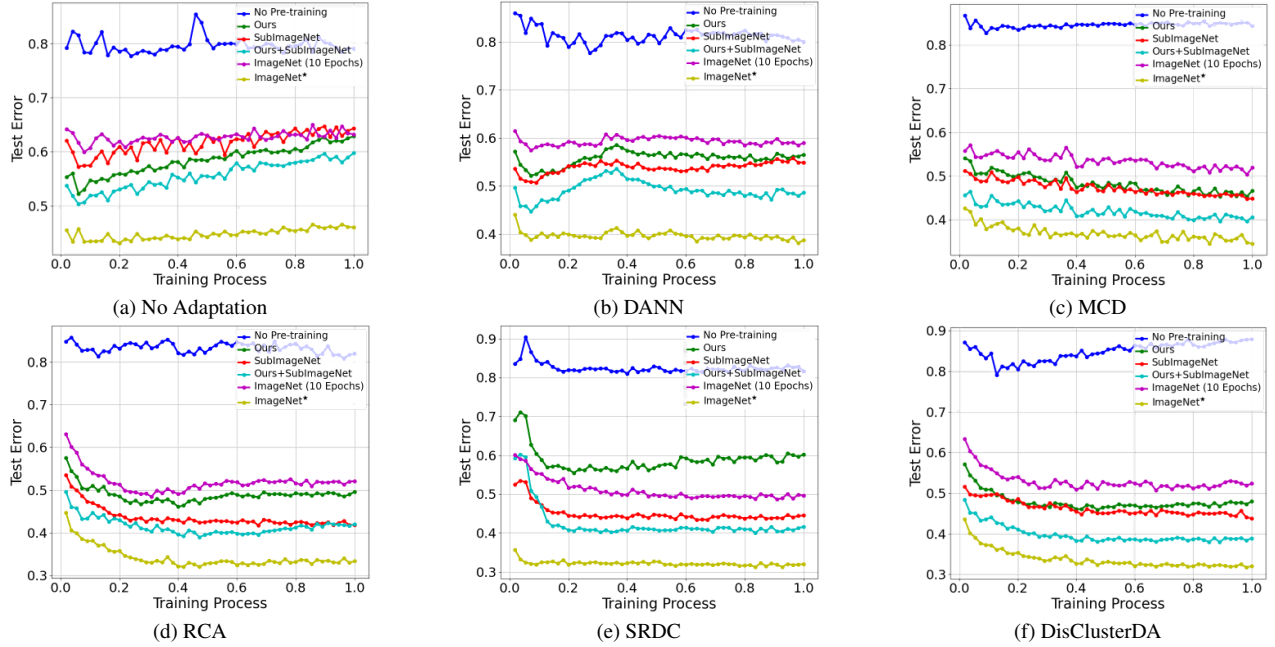 No Pre-training
Ours
SubImageNet
Ours+SubImageNet
ImageNet (10 Epochs)
ImageNet★
Test Error
0.8
0.7
0.6
0.5
0.0 0.2 0.4 0.6 0.8 1.0
Training Process
(a) No Adaptation
No Pre-training
Ours
SubImageNet
Ours+SubImageNet
ImageNet (10 Epochs)
ImageNet★
Test Error
0.8
0.7
0.6
0.5
0.4
0.0 0.2 0.4 0.6 0.8 1.0
Training Process
(b) DANN
No Pre-training
Ours
SubImageNet
Ours+SubImageNet
ImageNet (10 Epochs)
ImageNet★
Test Error
0.8
0.7
0.6
0.5
0.4
0.0 0.2 0.4 0.6 0.8 1.0
Training Process
(c) MCD
No Pre-training
Ours
SubImageNet
Ours+SubImageNet
ImageNet (10 Epochs)
ImageNet★
Test Error
0.8
0.7
0.6
0.5
0.4
0.3
0.0 0.2 0.4 0.6 0.8 1.0
Training Process
(d) RCA
No Pre-training
Ours
SubImageNet
Ours+SubImageNet
ImageNet (10 Epochs)
ImageNet★
Test Error
0.9
0.8
0.7
0.6
0.5
0.4
0.3
0.0 0.2 0.4 0.6 0.8 1.0
Training Process
(e) SRDC
No Pre-training
Ours
SubImageNet
Ours+SubImageNet
ImageNet (10 Epochs)
ImageNet★
Test Error
0.9
0.8
0.7
0.6
0.5
0.4
0.3
0.0 0.2 0.4 0.6 0.8 1.0
Training Process
(f) DisClusterDA